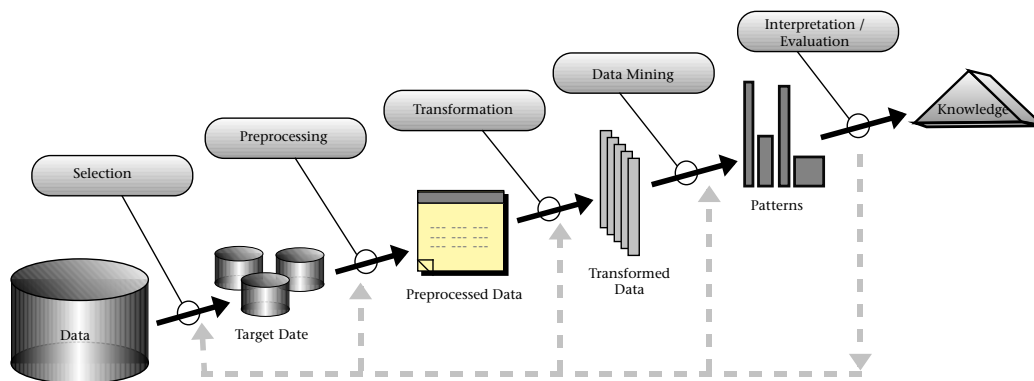 Interpretation /
Evaluation
Data Mining
Transformation
Preprocessing
Selection
Data
Target Date
Preprocessed Data
Transformed
Data
Patterns
Knowledge